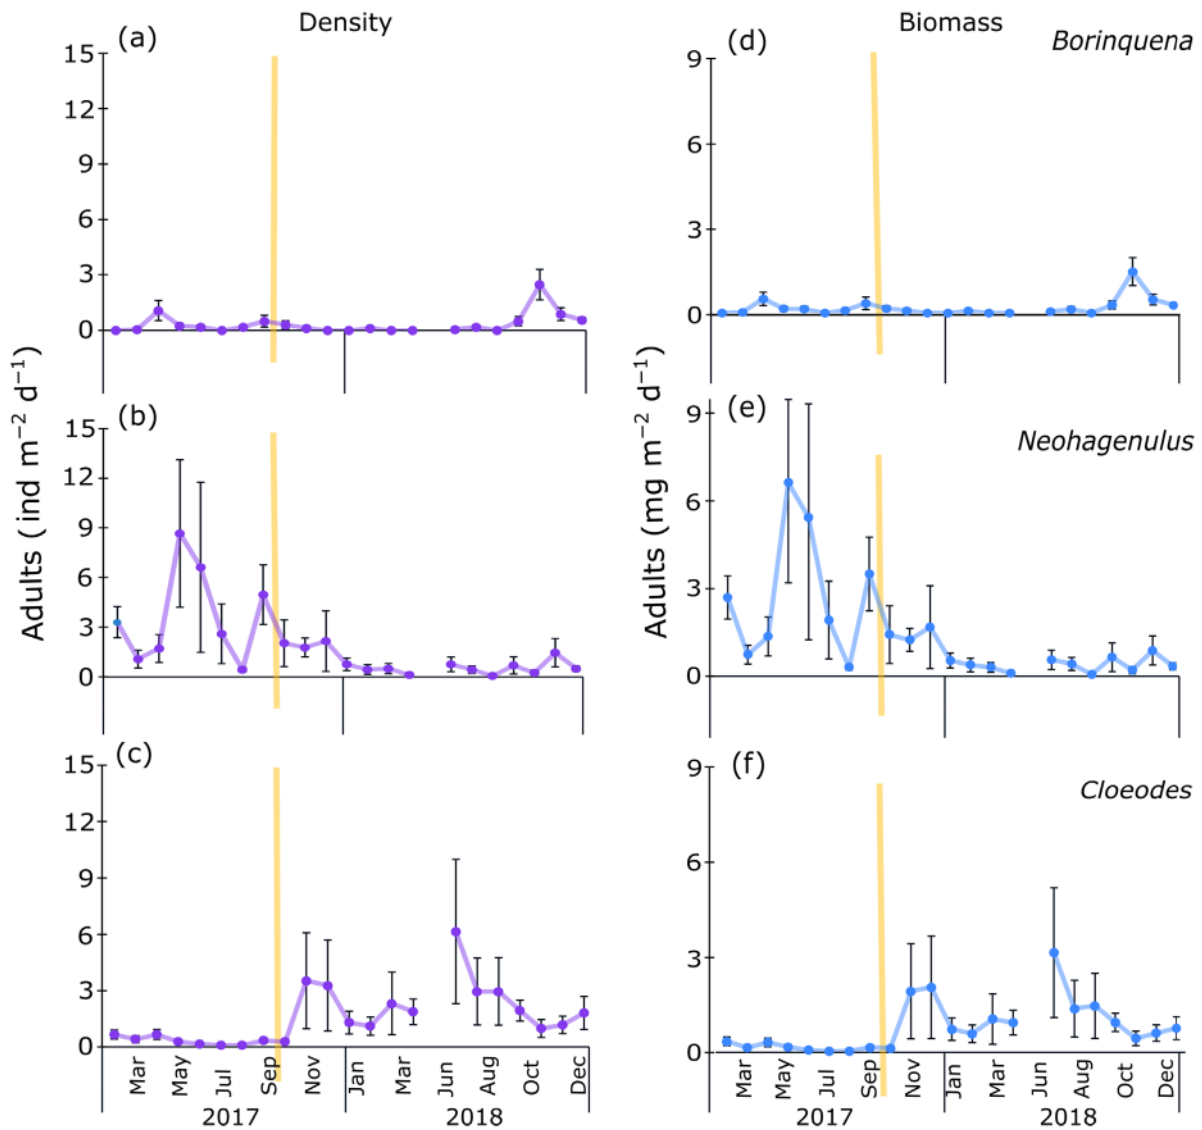 Density
Biomass
(a)
(d)
Borinquena
15
12
9
6
3
0
9
6
3
0
(b)
(e)
Neohagenulus
15
12
9
6
3
0
9
6
3
0
Adults (ind m⁻² d⁻¹)
Adults (mg m⁻² d⁻¹)
(c)
(f)
Cloeodes
15
12
9
6
3
0
9
6
3
0
Mar May Jul Sep Nov Jan Mar Jun Aug Oct Dec
2017 2018
Mar May Jul Sep Nov Jan Mar Jun Aug Oct Dec
2017 2018